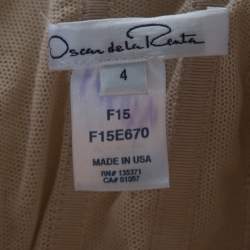 Oscar de la Renta
4
F15
F15E670
MADE IN USA
RN# 135371
CA# 01057